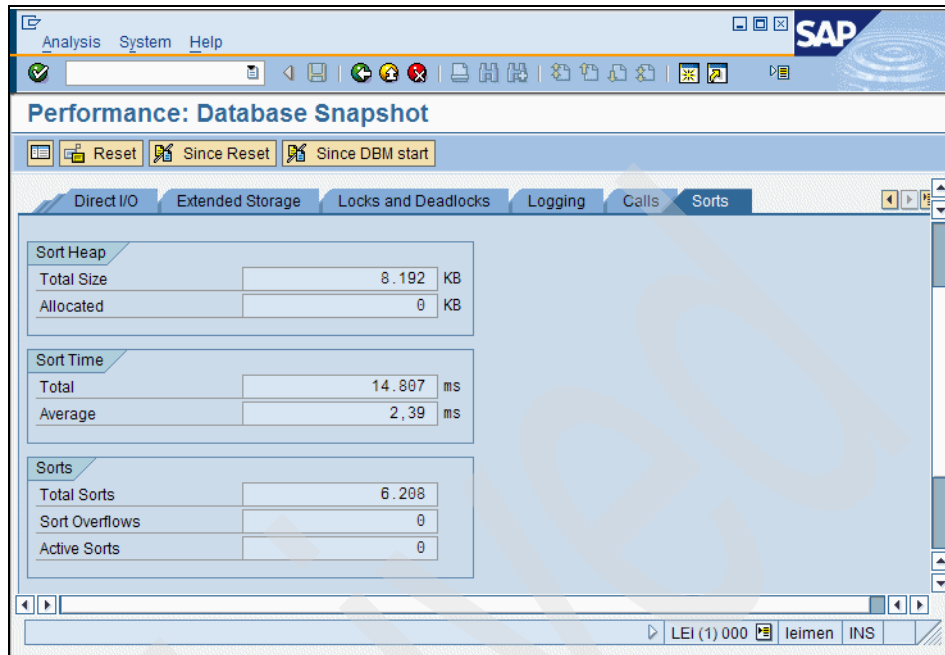 Analysis System Help
SAP
Performance: Database Snapshot
Reset Since Reset Since DBM start
Direct I/O Extended Storage Locks and Deadlocks Logging Calls Sorts
Sort Heap
Total Size 8.192 KB
Allocated 0 KB
Sort Time
Total 14.807 ms
Average 2,39 ms
Sorts
Total Sorts 6.208
Sort Overflows 0
Active Sorts 0
LEI (1) 000 leimen INS